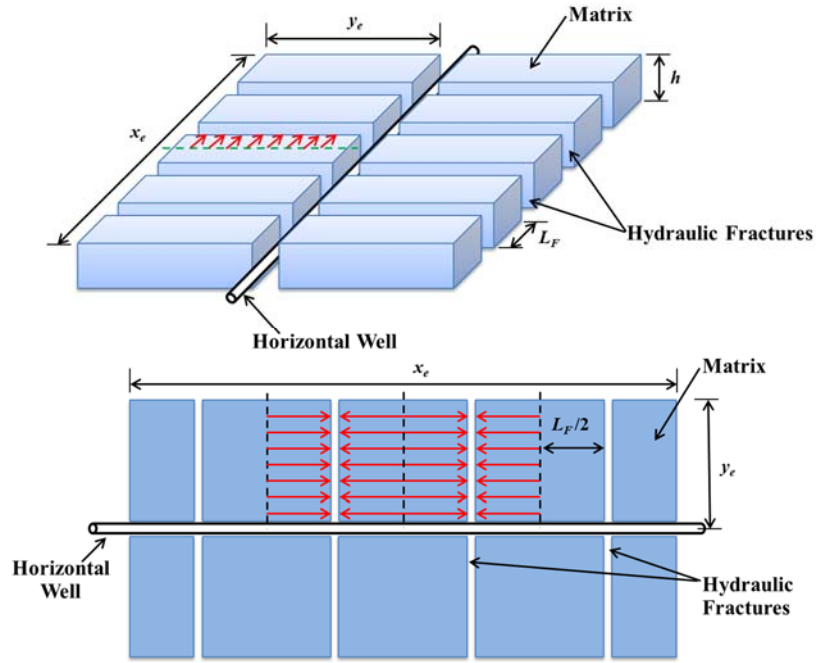 y_e
Matrix
h
x_e
Hydraulic Fractures
L_F
Horizontal Well
x_e
Matrix
L_F/2
y_e
Horizontal
Well
Hydraulic
Fractures